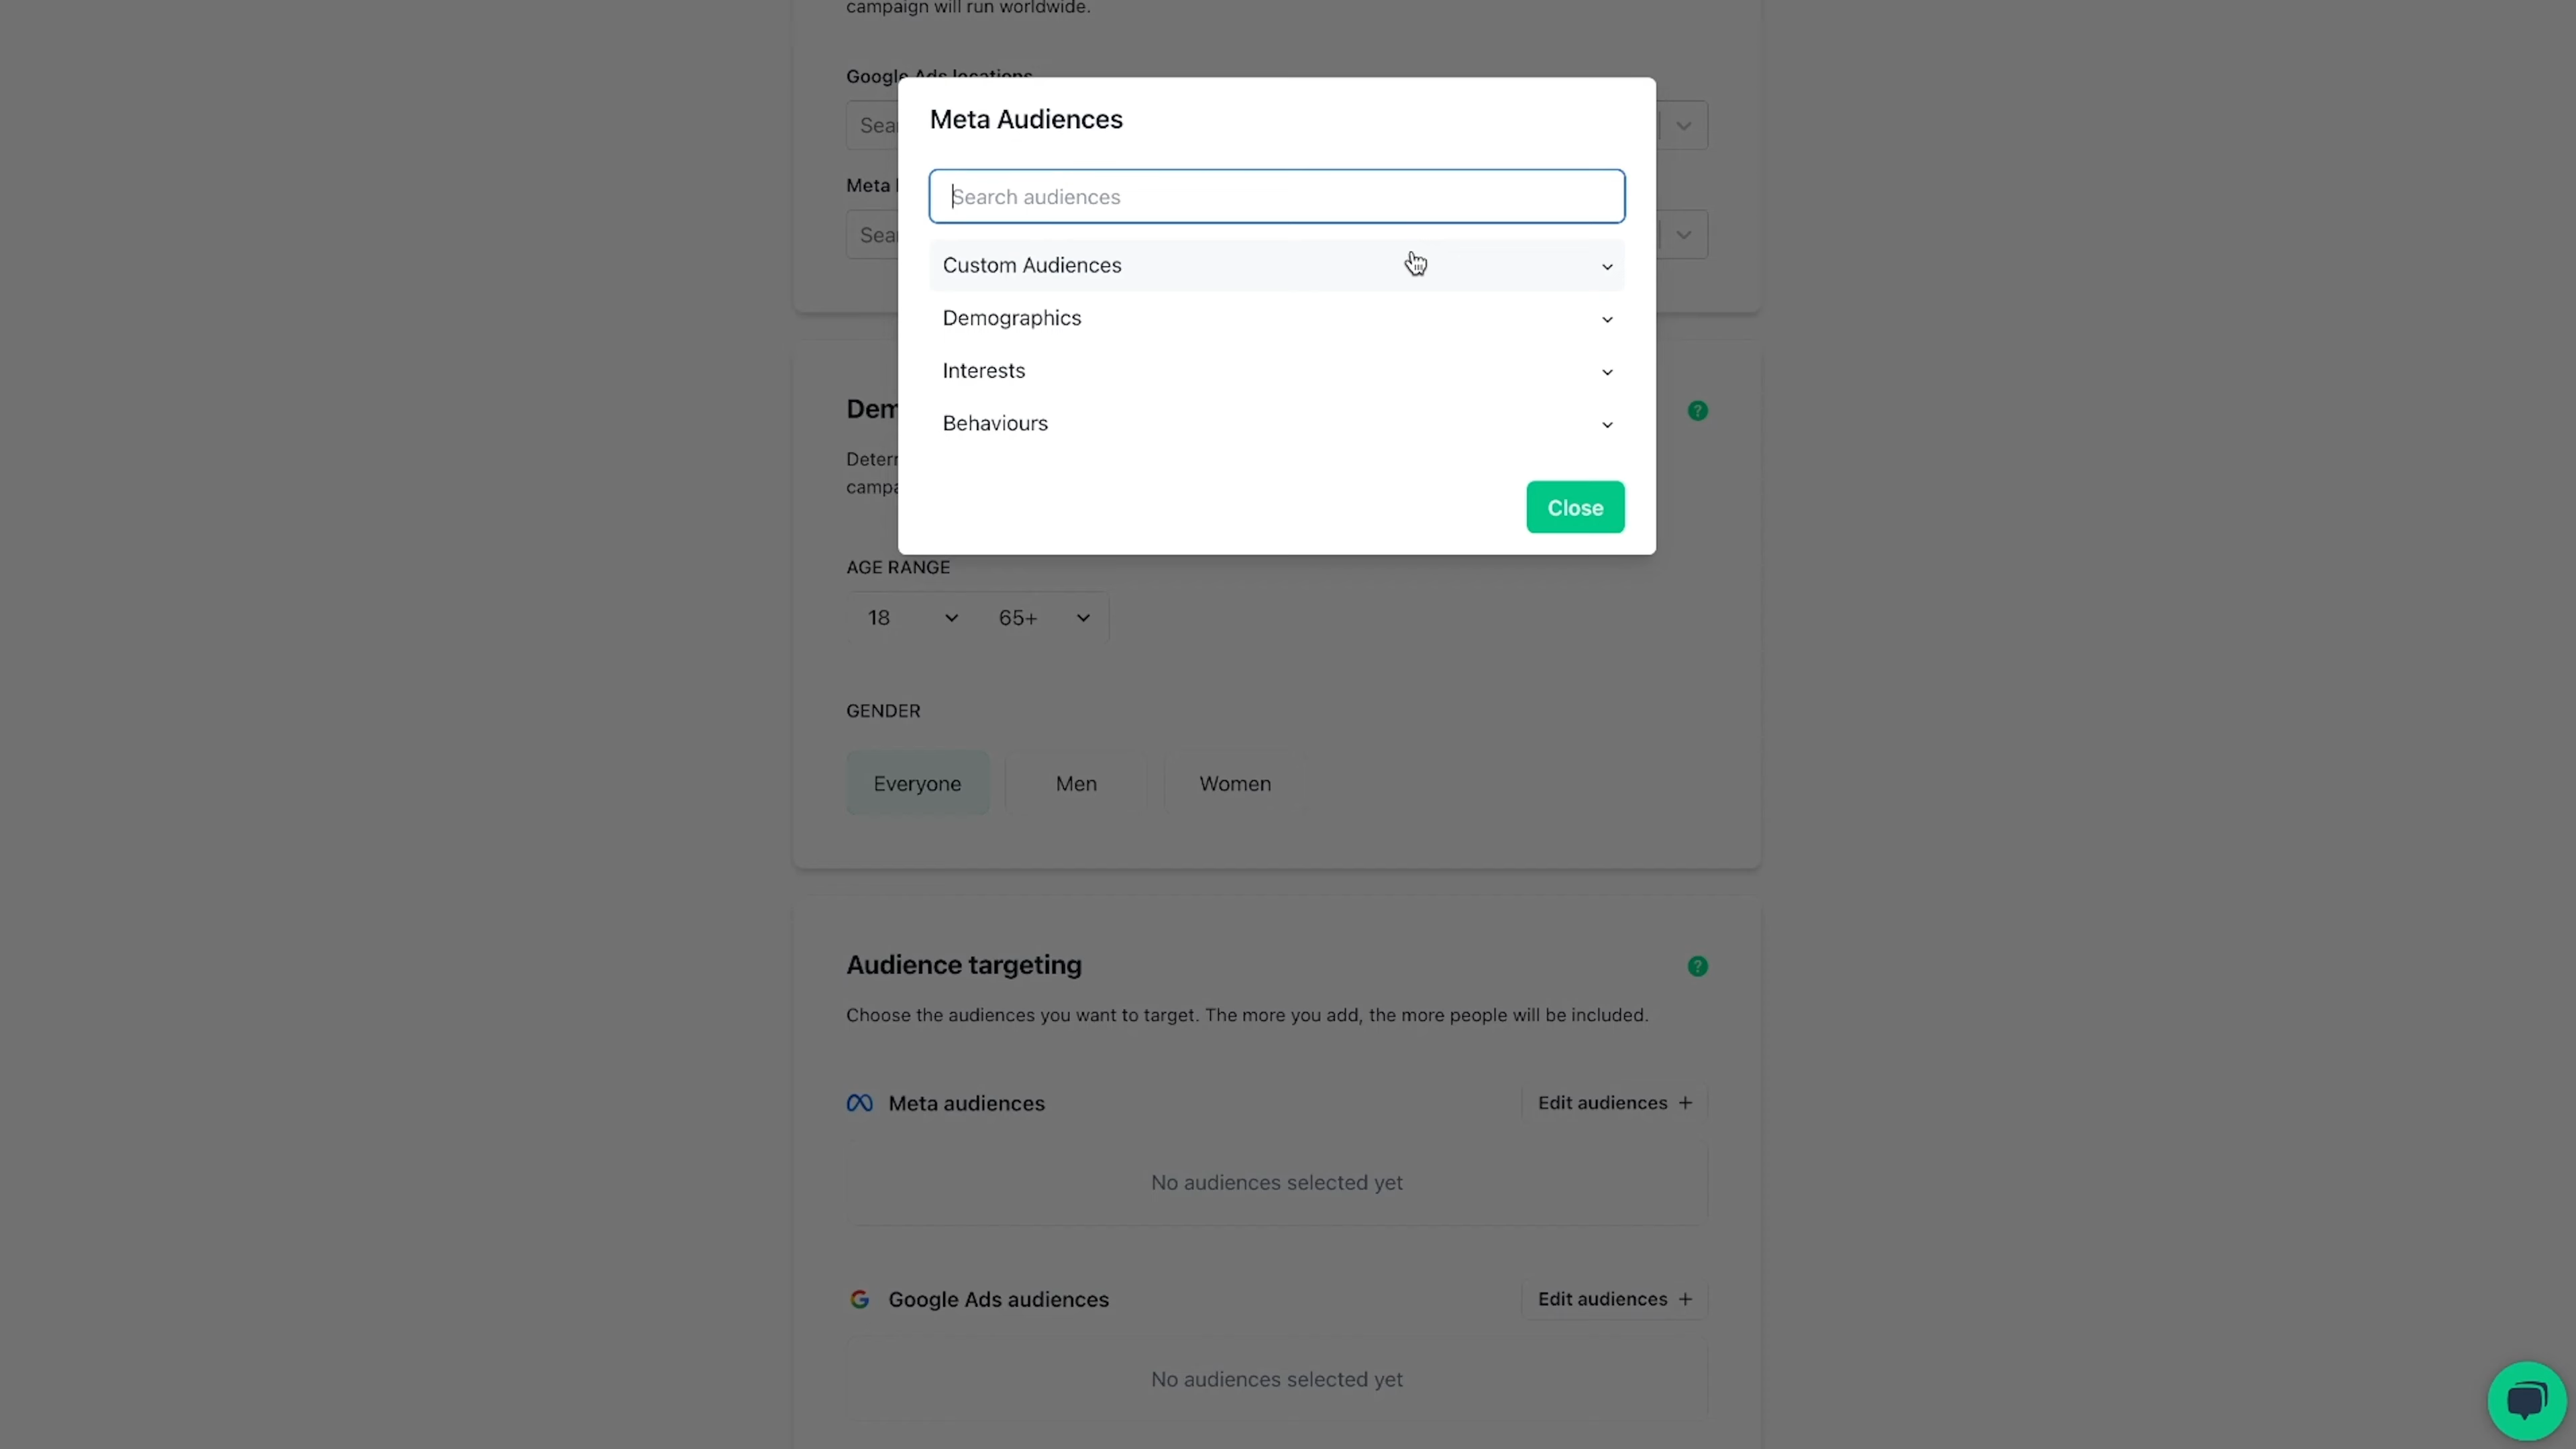 campaign will run worldwide.
Google Ads locations
Meta Audiences
Sear
Search audiences
Meta
Sear
Custom Audiences
Demographics
Interests
Dem
Behaviours
Deter
campa
Close
AGE RANGE
18 65+
GENDER
Everyone Men Women
Audience targeting ?
Choose the audiences you want to target. The more you add, the more people will be included.
Meta audiences Edit audiences +
No audiences selected yet
Google Ads audiences Edit audiences +
No audiences selected yet